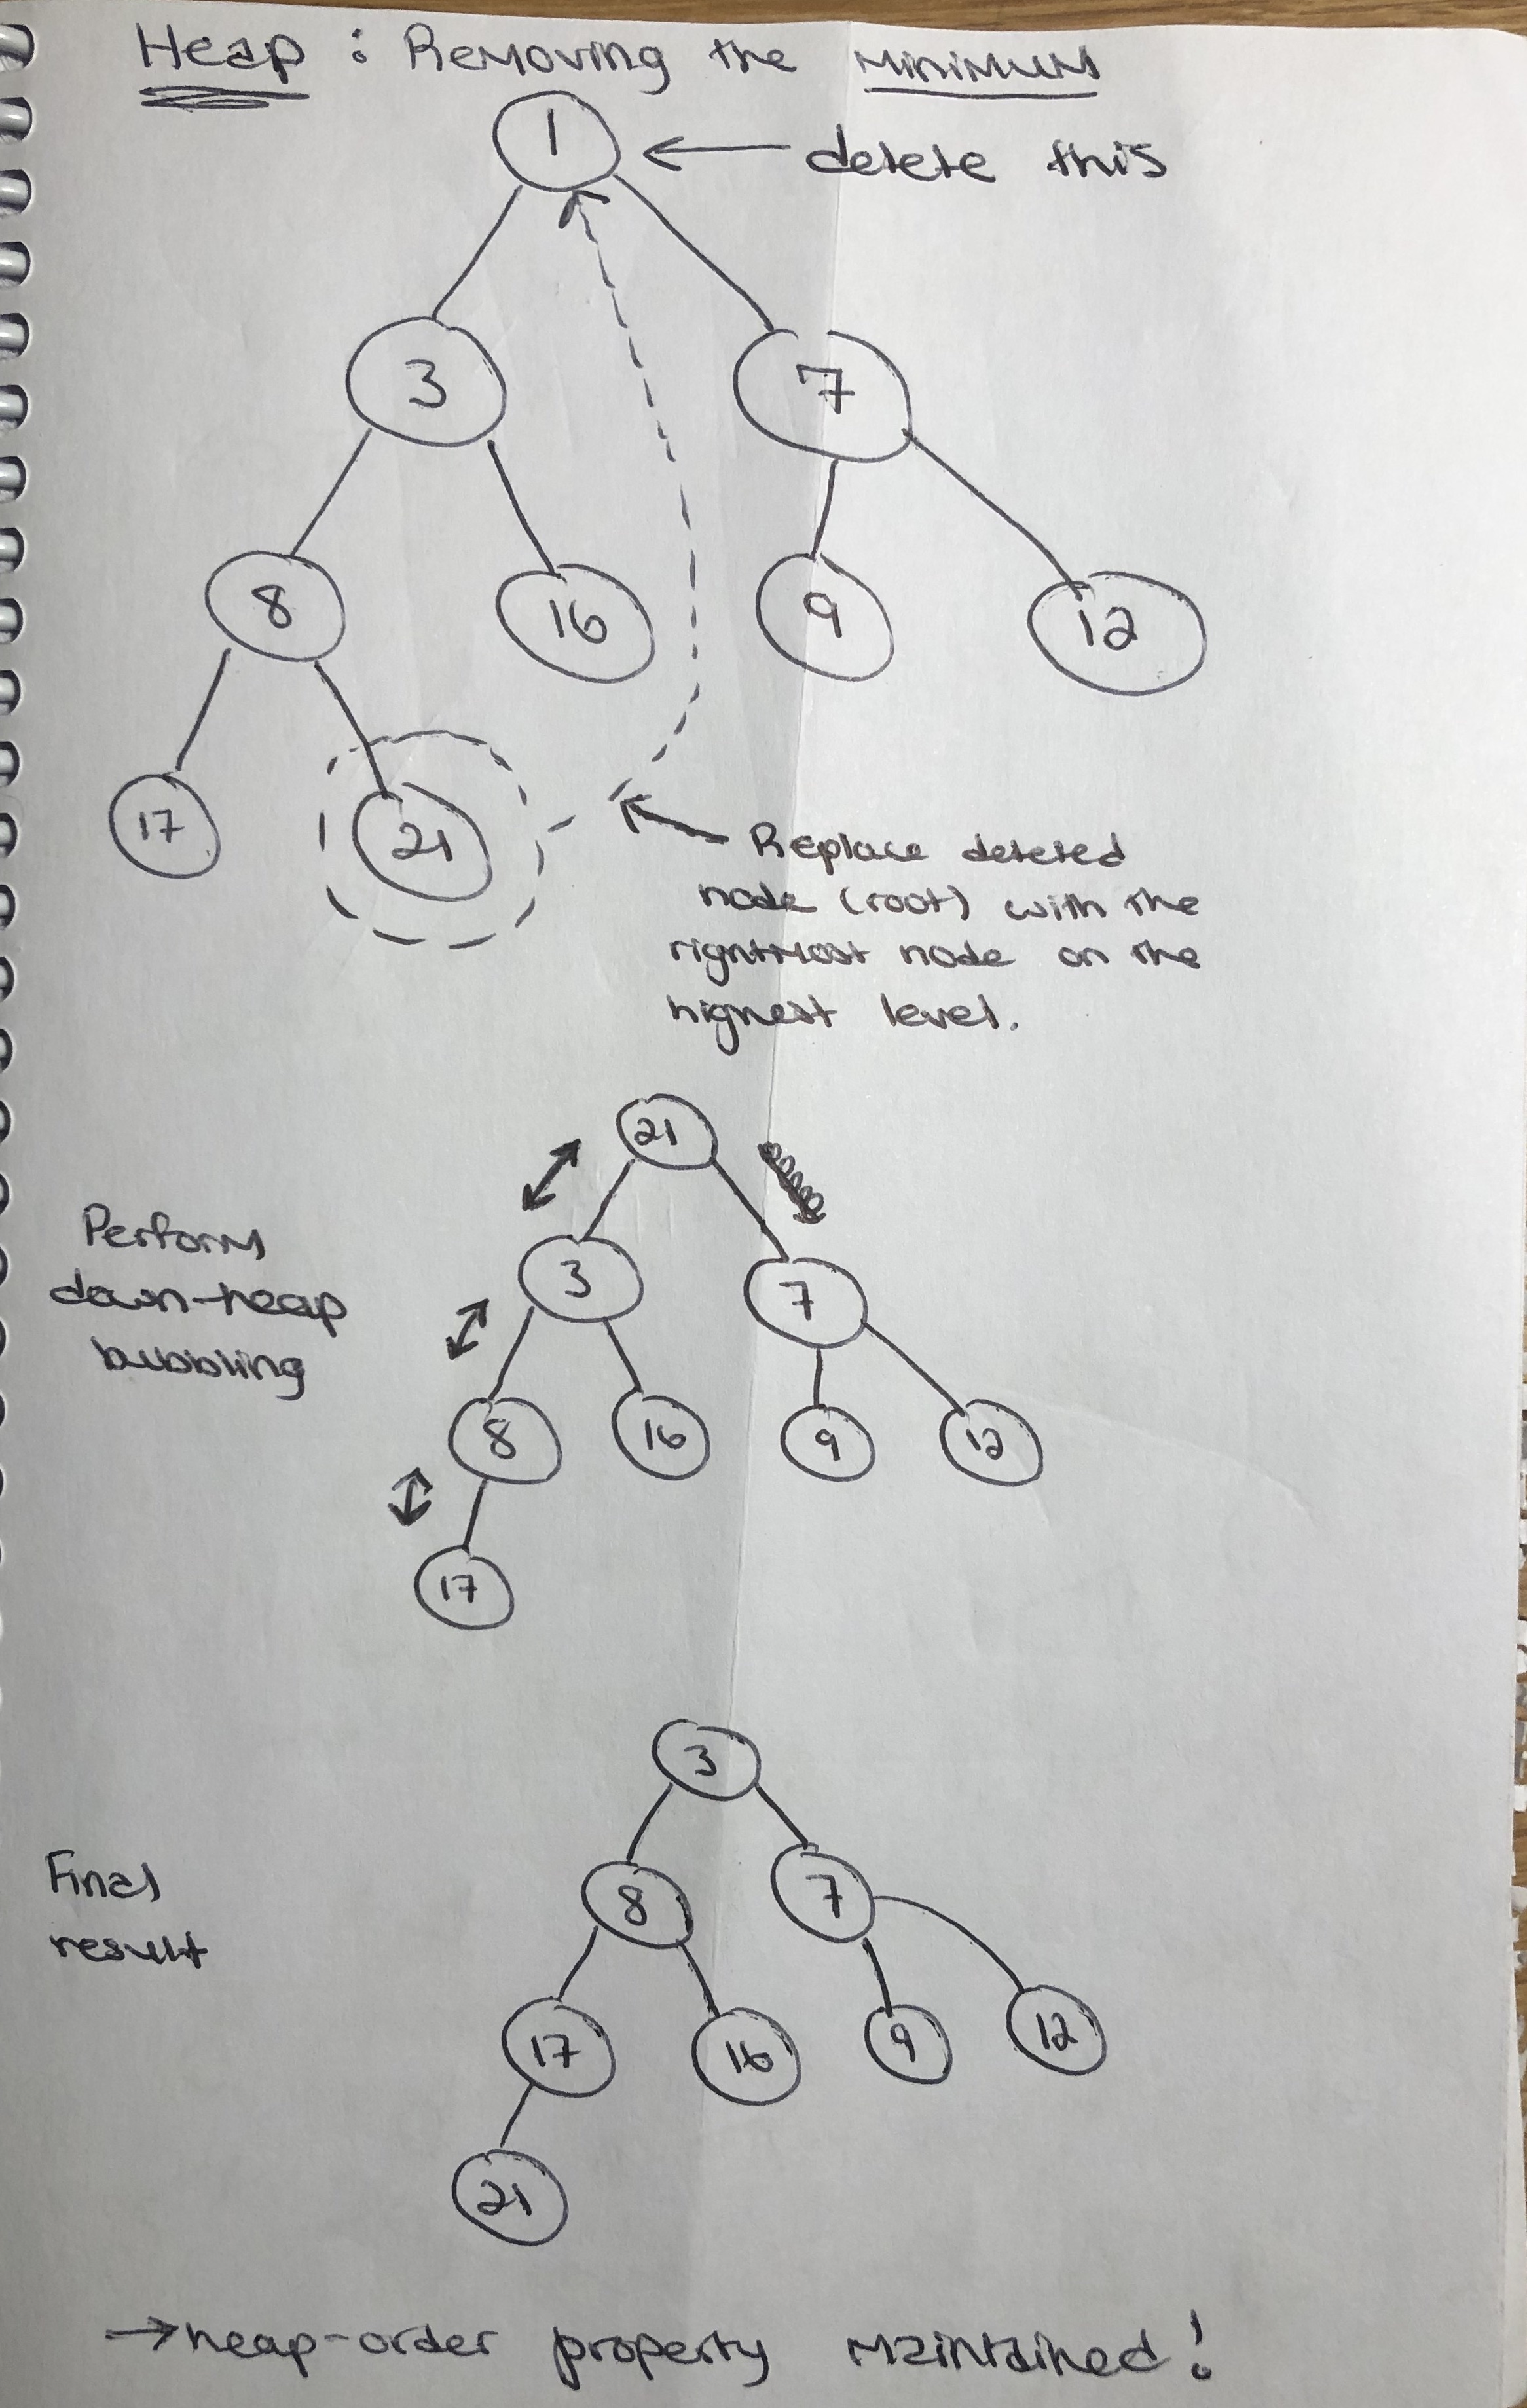 Heap : Removing the minimum
1
← delete this
3
7
8
16
9
12
17
21
Replace deleted
node (root) with the
rightmost node on the
highest level.
21
Perform
down-heap
bubbling
3
7
8
16
9
12
17
3
Final
result
8
7
17
16
9
12
21
→ heap-order property maintained!